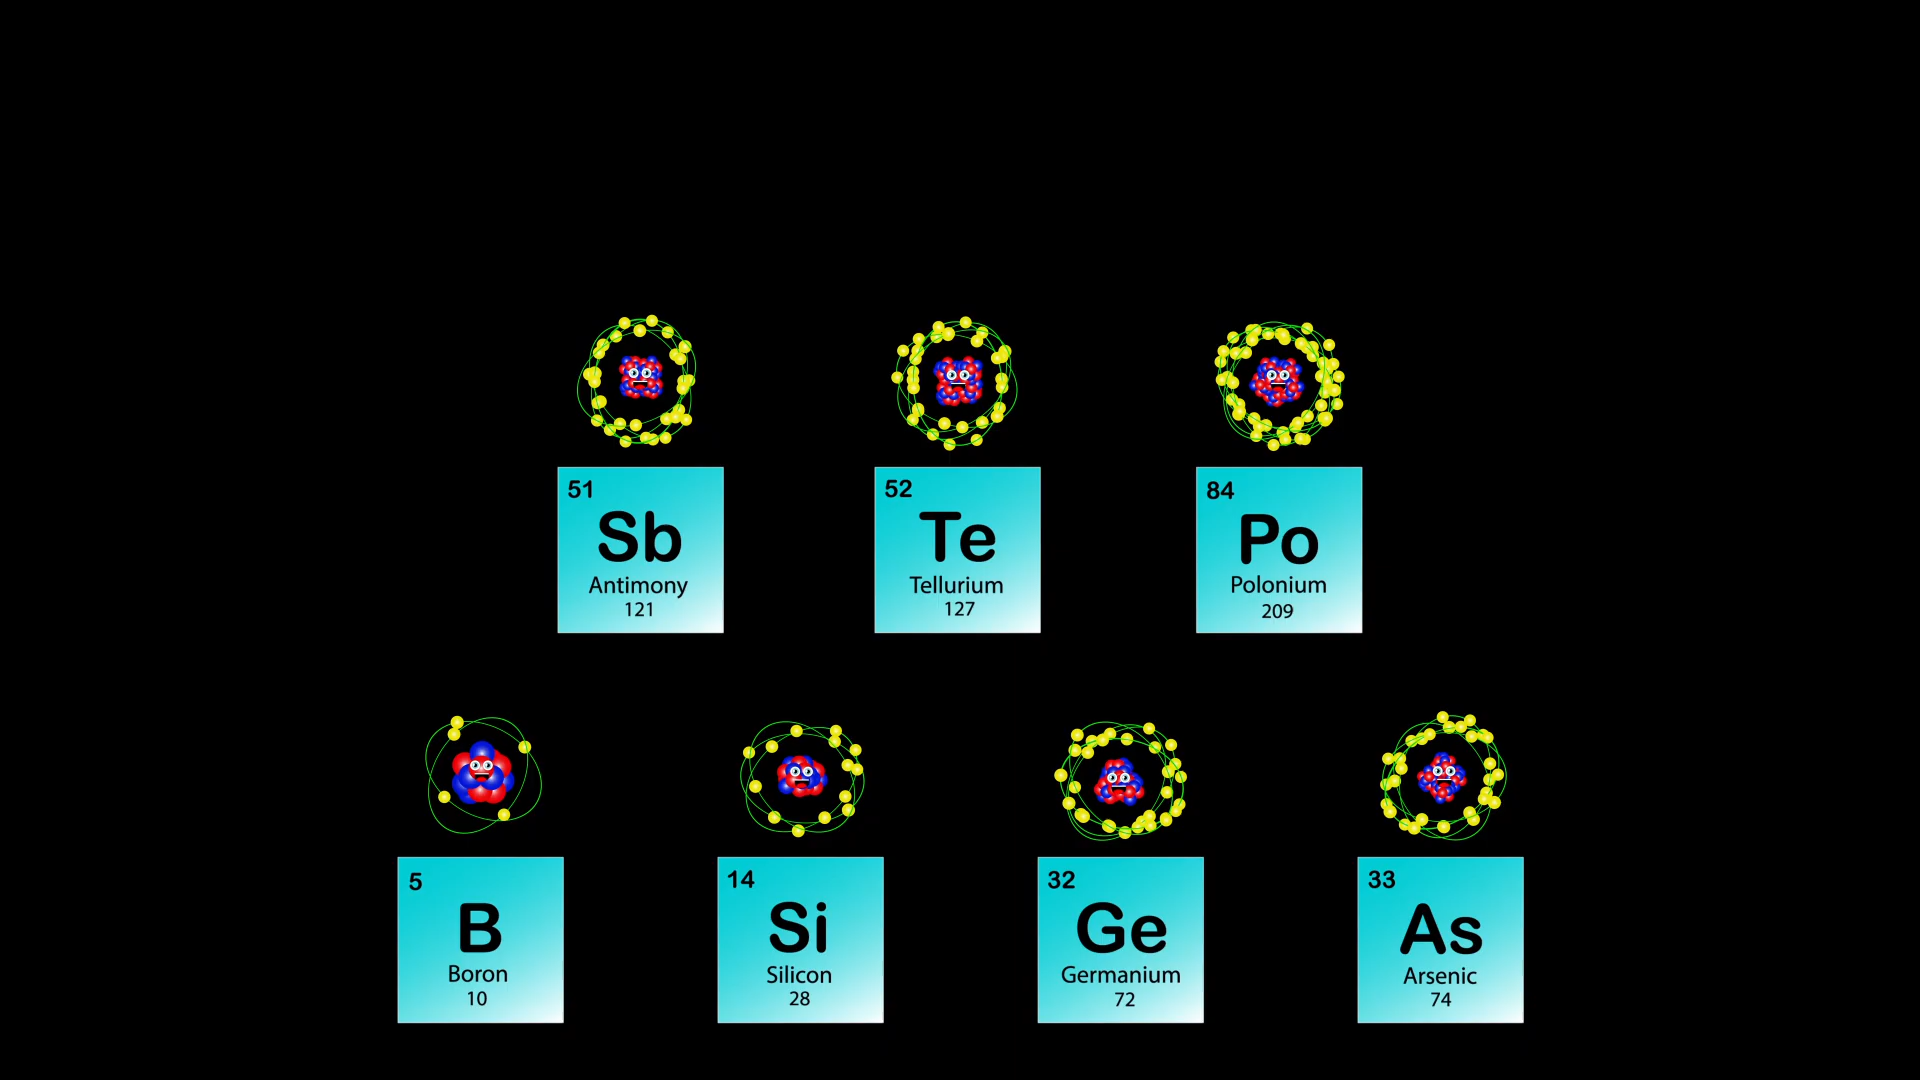 51
Sb
Antimony
121
52
Te
Tellurium
127
84
Po
Polonium
209
5
B
Boron
10
14
Si
Silicon
28
32
Ge
Germanium
72
33
As
Arsenic
74